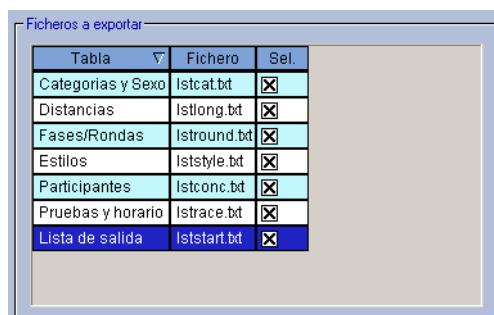 Ficheros a exportar
Tabla Fichero Sel.
Categorias y Sexo lstcat.txt
Distancias lstlong.txt
Fases/Rondas lstround.txt
Estilos lststyle.txt
Participantes lstconc.txt
Pruebas y horario lstrace.txt
Lista de salida lststart.txt